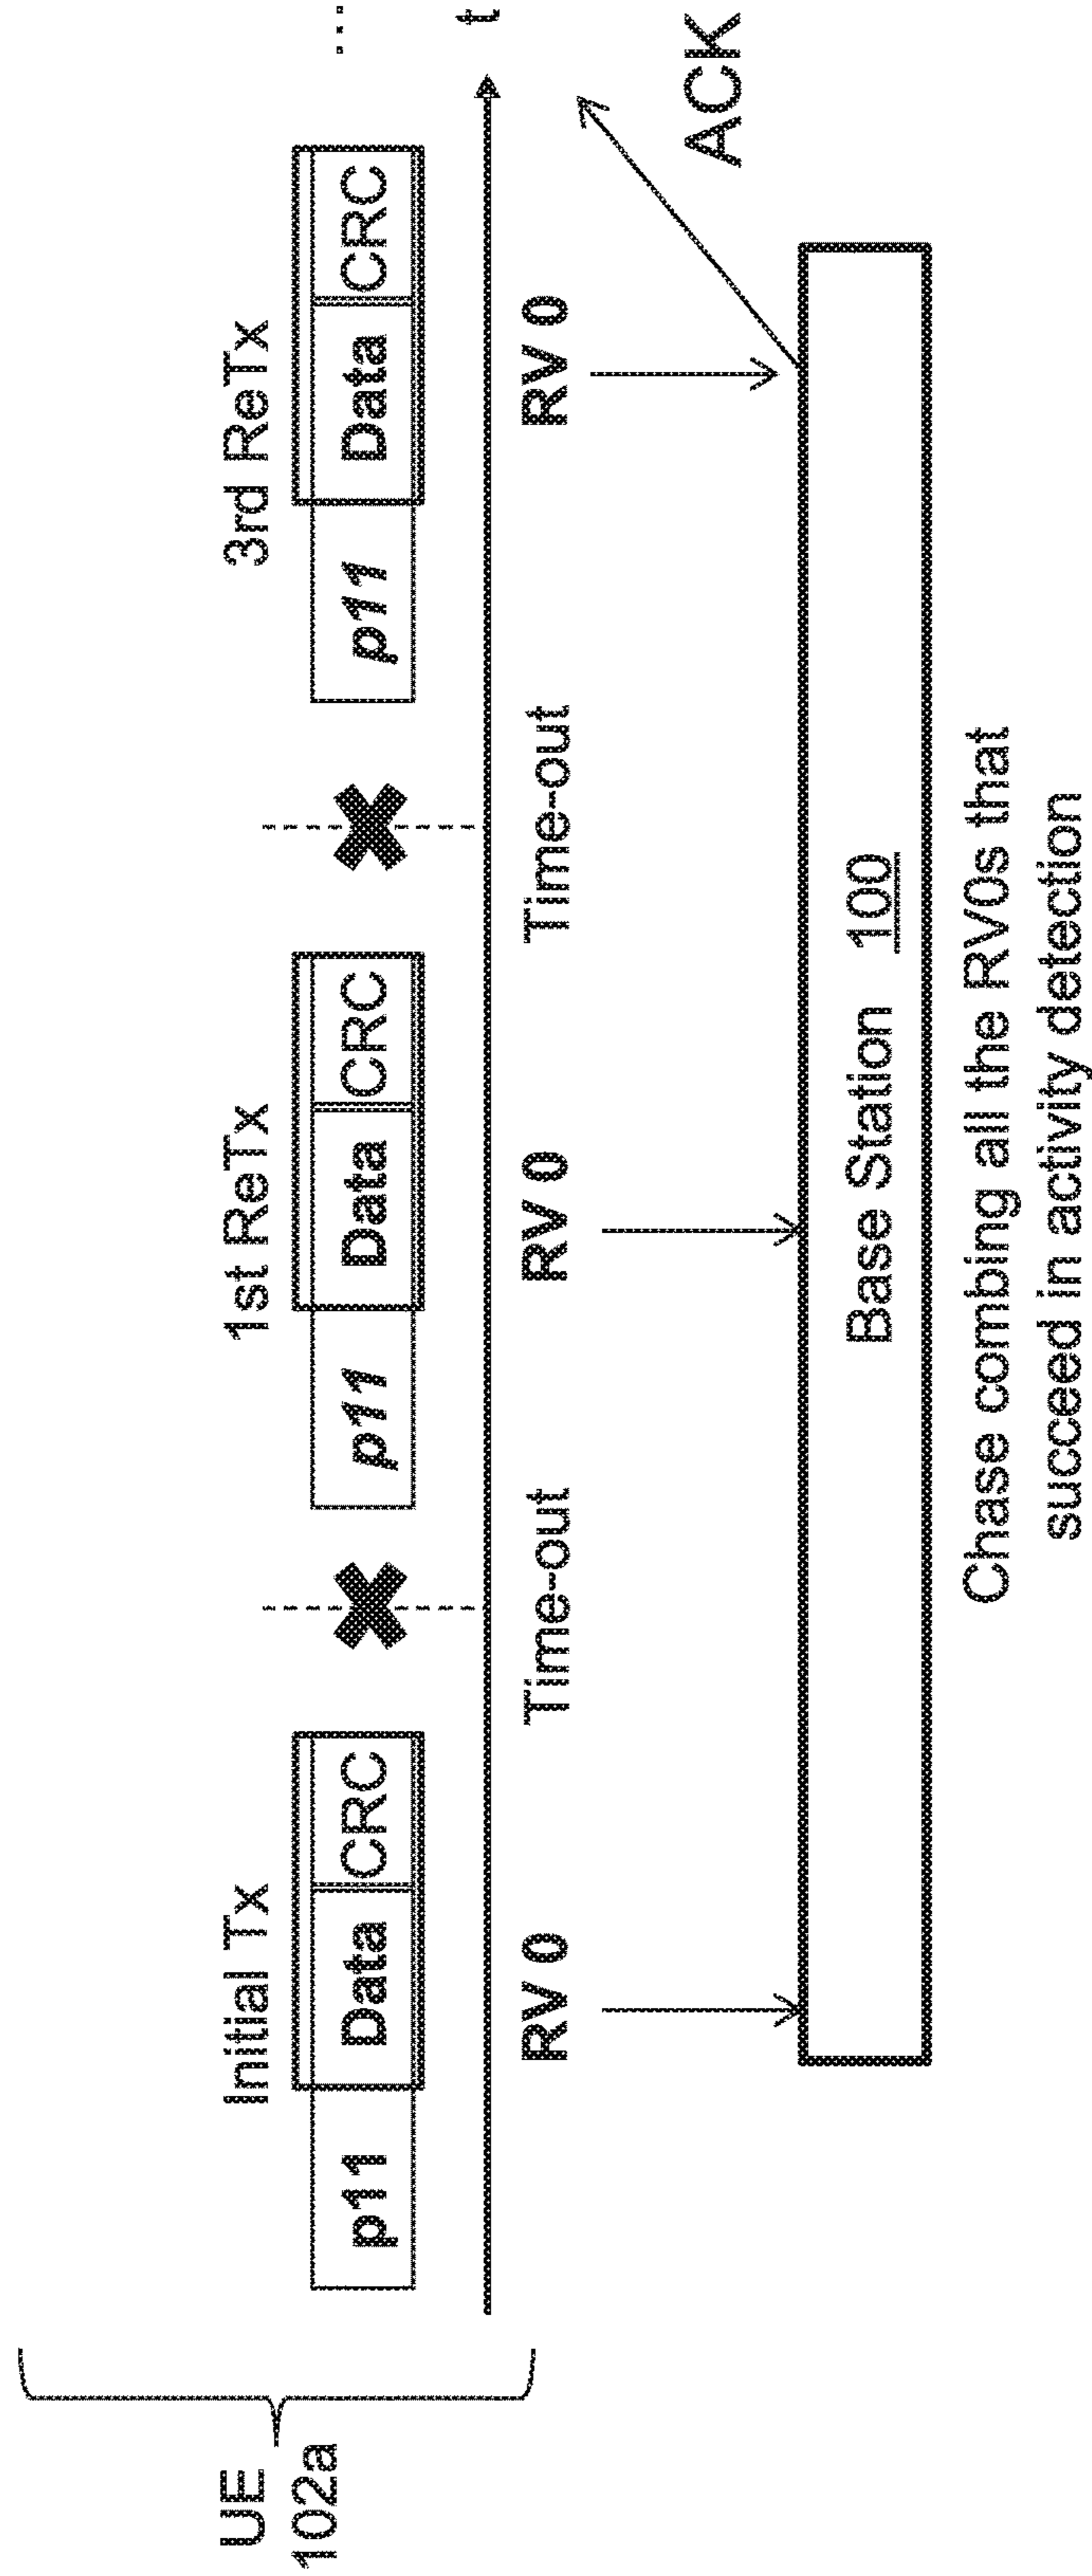 UE
102a
Initial Tx
1st ReTx
3rd ReTx
p11 Data CRC
p11 Data CRC
p11 Data CRC
...
t
RV 0
Time-out
RV 0
Time-out
RV 0
ACK
Base Station 100
Chase combing all the RV0s that
succeed in activity detection